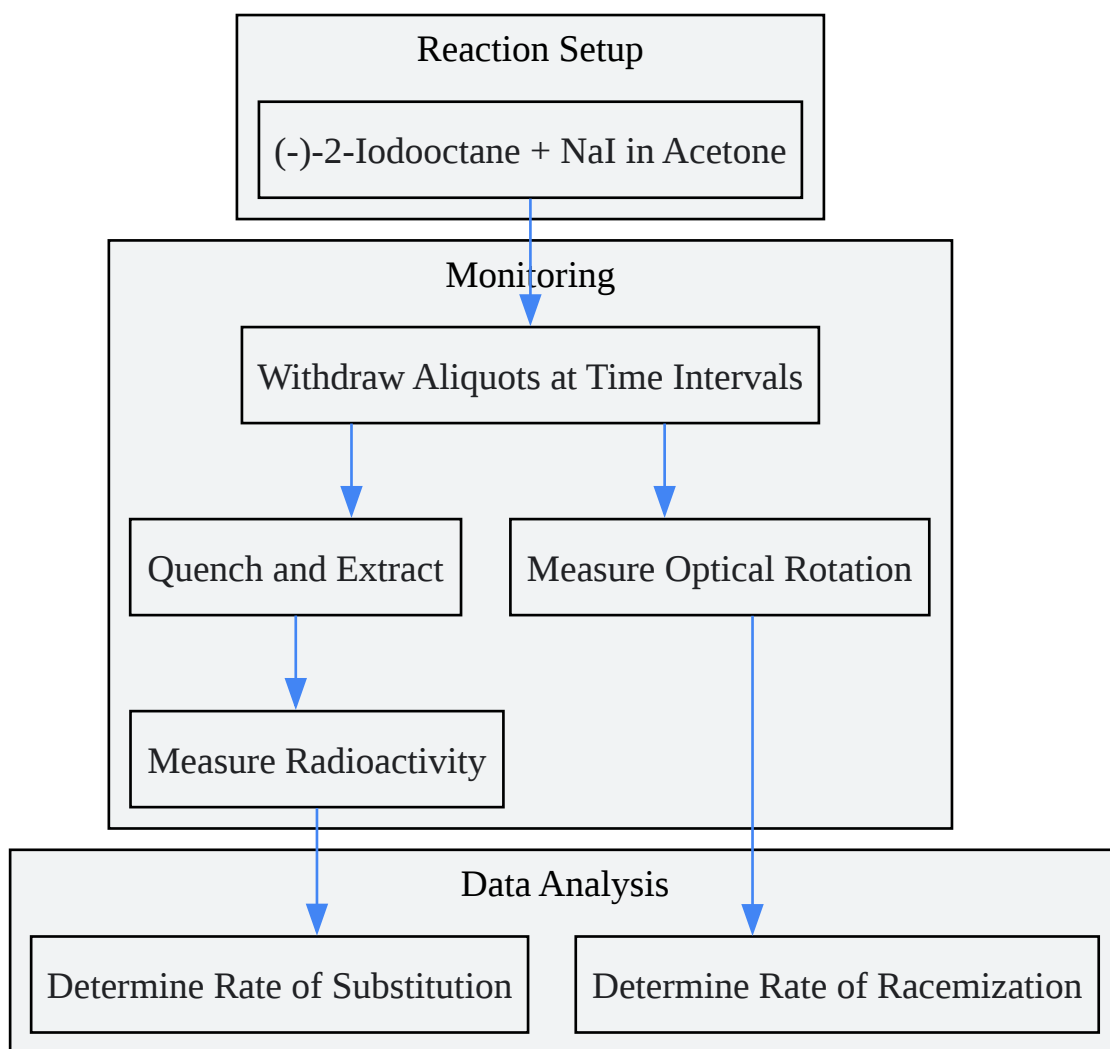 Reaction Setup
(-)-2-Iodooctane + NaI in Acetone
Monitoring
Withdraw Aliquots at Time Intervals
Quench and Extract
Measure Optical Rotation
Measure Radioactivity
Data Analysis
Determine Rate of Substitution
Determine Rate of Racemization